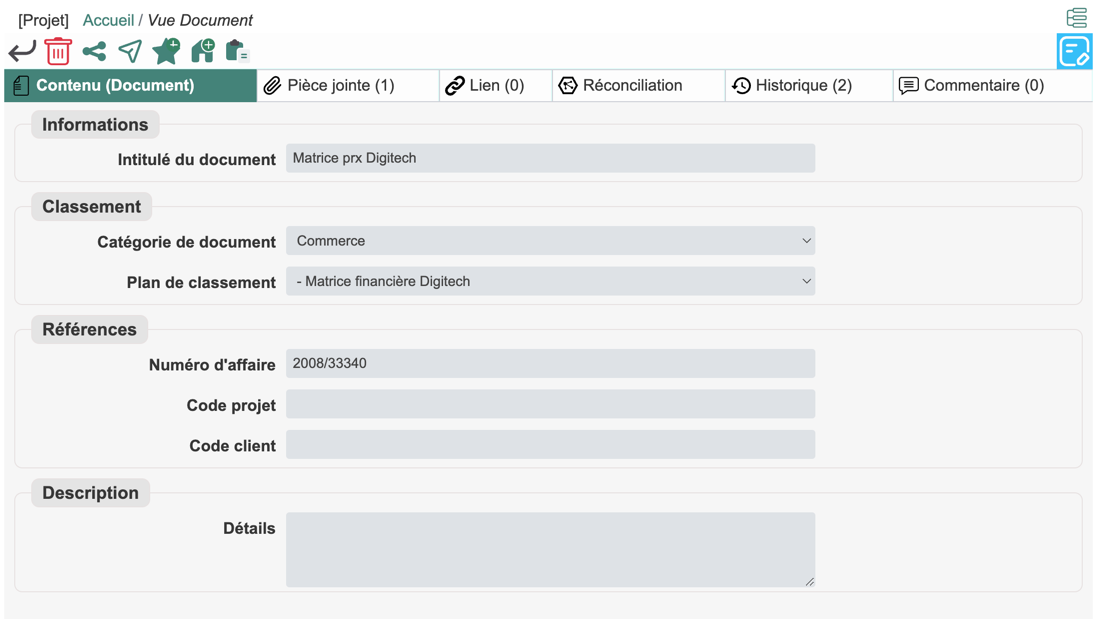 [Projet] Accueil / Vue Document
Contenu (Document) Pièce jointe (1) Lien (0) Réconciliation Historique (2) Commentaire (0)
Informations
Intitulé du document Matrice prx Digitech
Classement
Catégorie de document Commerce
Plan de classement - Matrice financière Digitech
Références
Numéro d'affaire 2008/33340
Code projet
Code client
Description
Détails